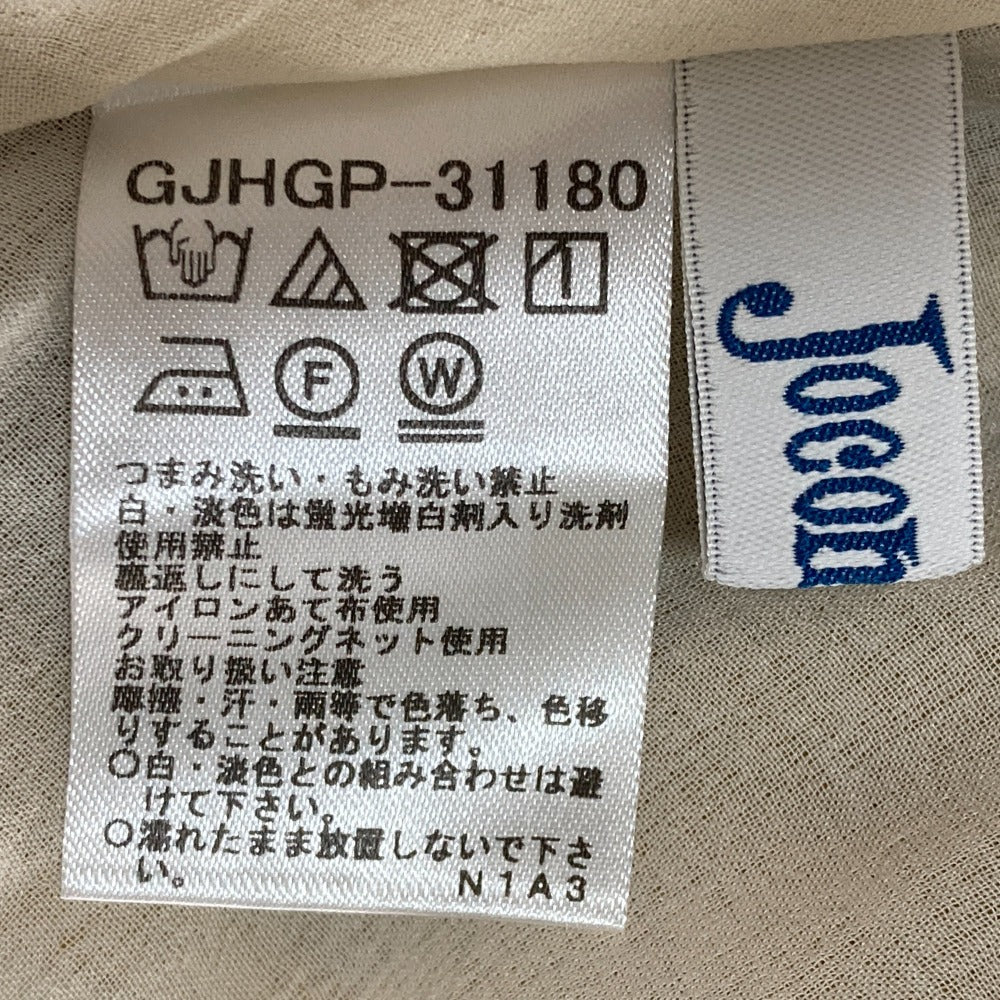 GJHGP-31180
F
W
つまみ洗い・もみ洗い禁止
白・淡色は蛍光増白剤入り洗剤
使用禁止
裏返しにして洗う
アイロンあて布使用
クリーニングネット使用
お取り扱い注意
摩擦・汗・雨等で色落ち、色移
りすることがあります。
○白・淡色との組み合わせは避
けて下さい。
○濡れたまま放置しないで下さ
い。
N1A3
Jocon